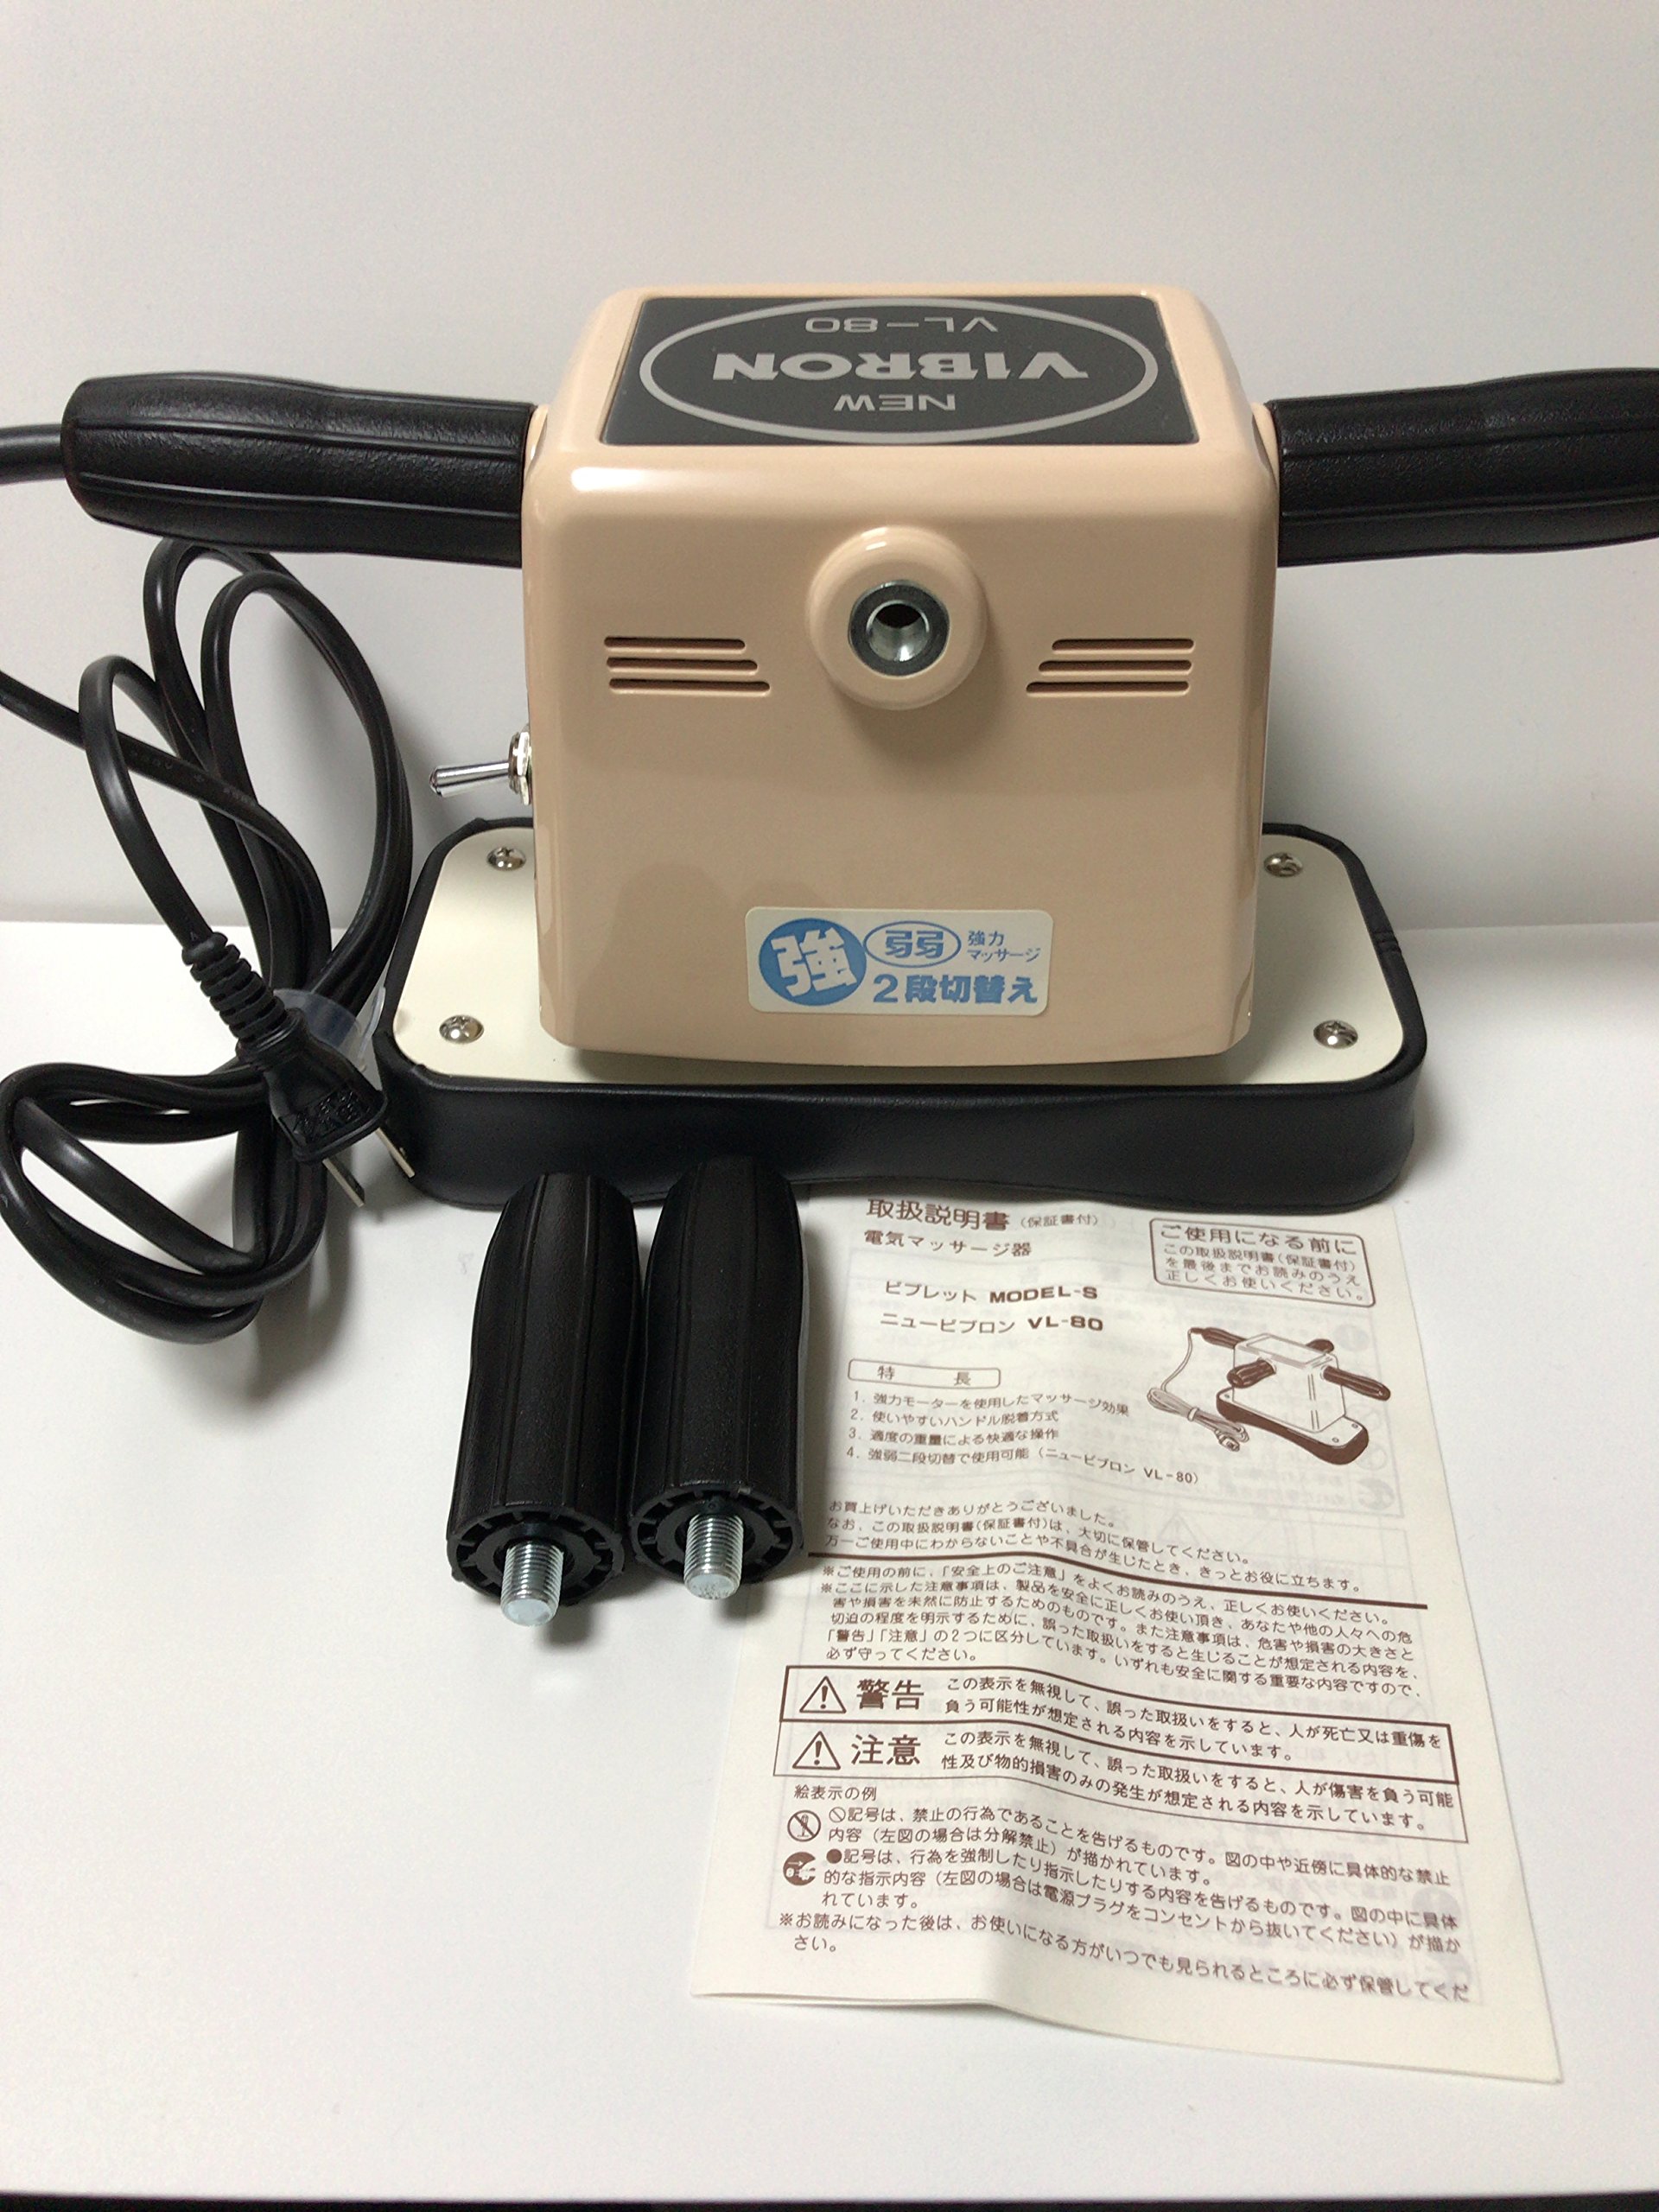 NEW
VIBRON
VL-80
強
弱
強力
マッサージ
2段切替え
取扱説明書(保証書付)
電気マッサージ器
ビブレット MODEL-S
ニュービブロン VL-80
ご使用になる前に
この取扱説明書(保証書付)
を最後までお読みのうえ
正しくお使いください。
特 長
1. 強力モーターを使用したマッサージ効果
2. 使いやすいハンドル脱着方式
3. 適度の重量による快適な操作
4. 強弱二段切替で使用可能(ニュービブロン VL-80)
お買上げいただきありがとうございました。
なお、この取扱説明書(保証書付)は、大切に保管してください。
万一ご使用中にわからないことや不具合が生じたとき、きっとお役に立ちます。
※ご使用の前に、「安全上のご注意」をよくお読みのうえ、正しくお使いください。
※ここに示した注意事項は、製品を安全に正しくお使い頂き、あなたや他の人々への危
害や損害を未然に防止するためのものです。また注意事項は、危害や損害の大きさと
切迫の程度を明示するために、誤った取扱いをすると生じることが想定される内容を、
「警告」「注意」の2つに区分しています。いずれも安全に関する重要な内容ですので、
必ず守ってください。
警告
この表示を無視して、誤った取扱いをすると、人が死亡又は重傷を
負う可能性が想定される内容を示しています。
注意
この表示を無視して、誤った取扱いをすると、人が傷害を負う可能
性及び物的損害のみの発生が想定される内容を示しています。
絵表示の例
記号は、禁止の行為であることを告げるものです。図の中や近傍に具体的な禁止
内容(左図の場合は分解禁止)が描かれています。
●記号は、行為を強制したり指示したりする内容を告げるものです。図の中に具体
的な指示内容(左図の場合は電源プラグをコンセントから抜いてください)が描か
れています。
※お読みになった後は、お使いになる方がいつでも見られるところに必ず保管してくだ
さい。